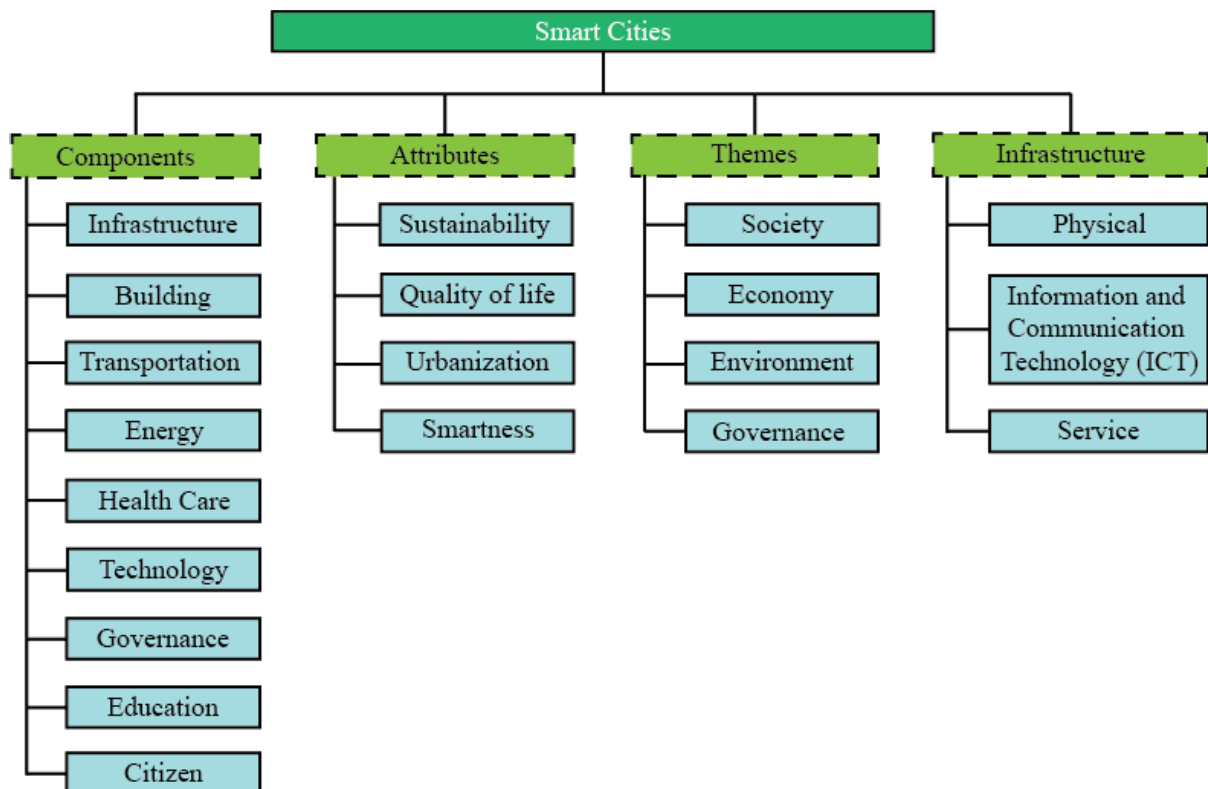 Smart Cities
Components
Infrastructure
Building
Transportation
Energy
Health Care
Technology
Governance
Education
Citizen
Attributes
Sustainability
Quality of life
Urbanization
Smartness
Themes
Society
Economy
Environment
Governance
Infrastructure
Physical
Information and
Communication
Technology (ICT)
Service